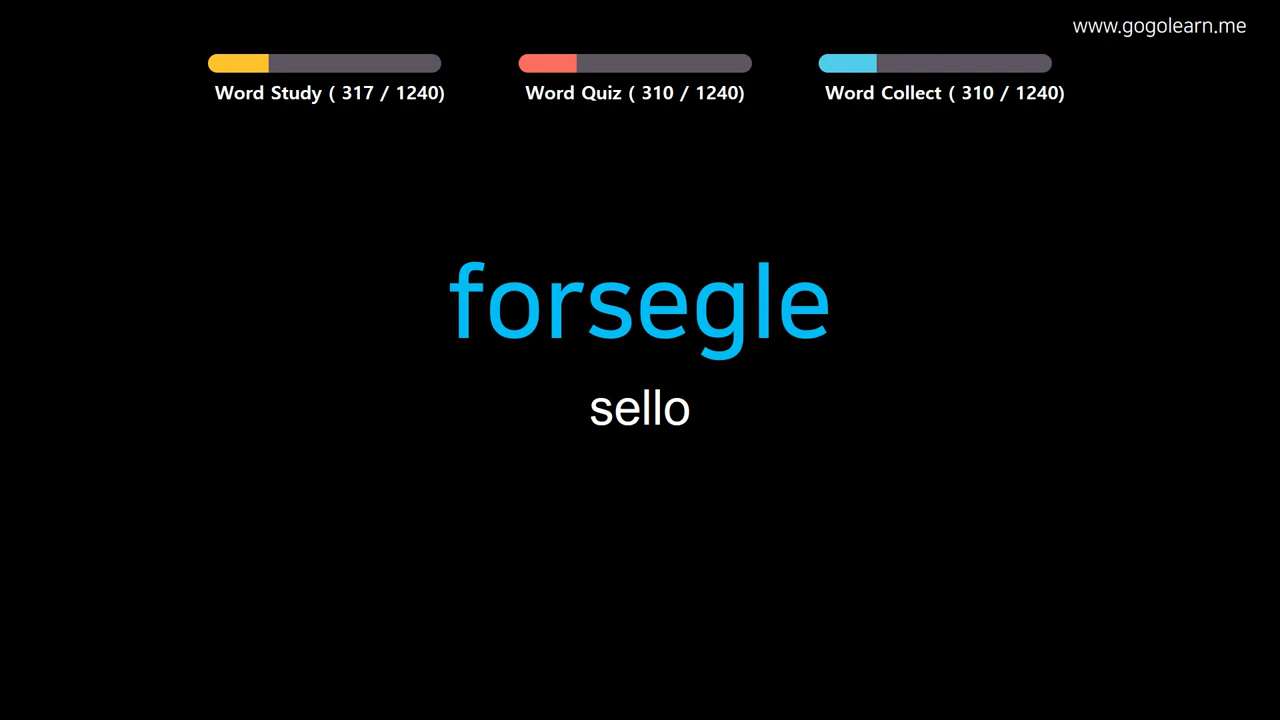 www.gogolearn.me
Word Study ( 317 / 1240)
Word Quiz ( 310 / 1240)
Word Collect ( 310 / 1240)
forsegle
sello